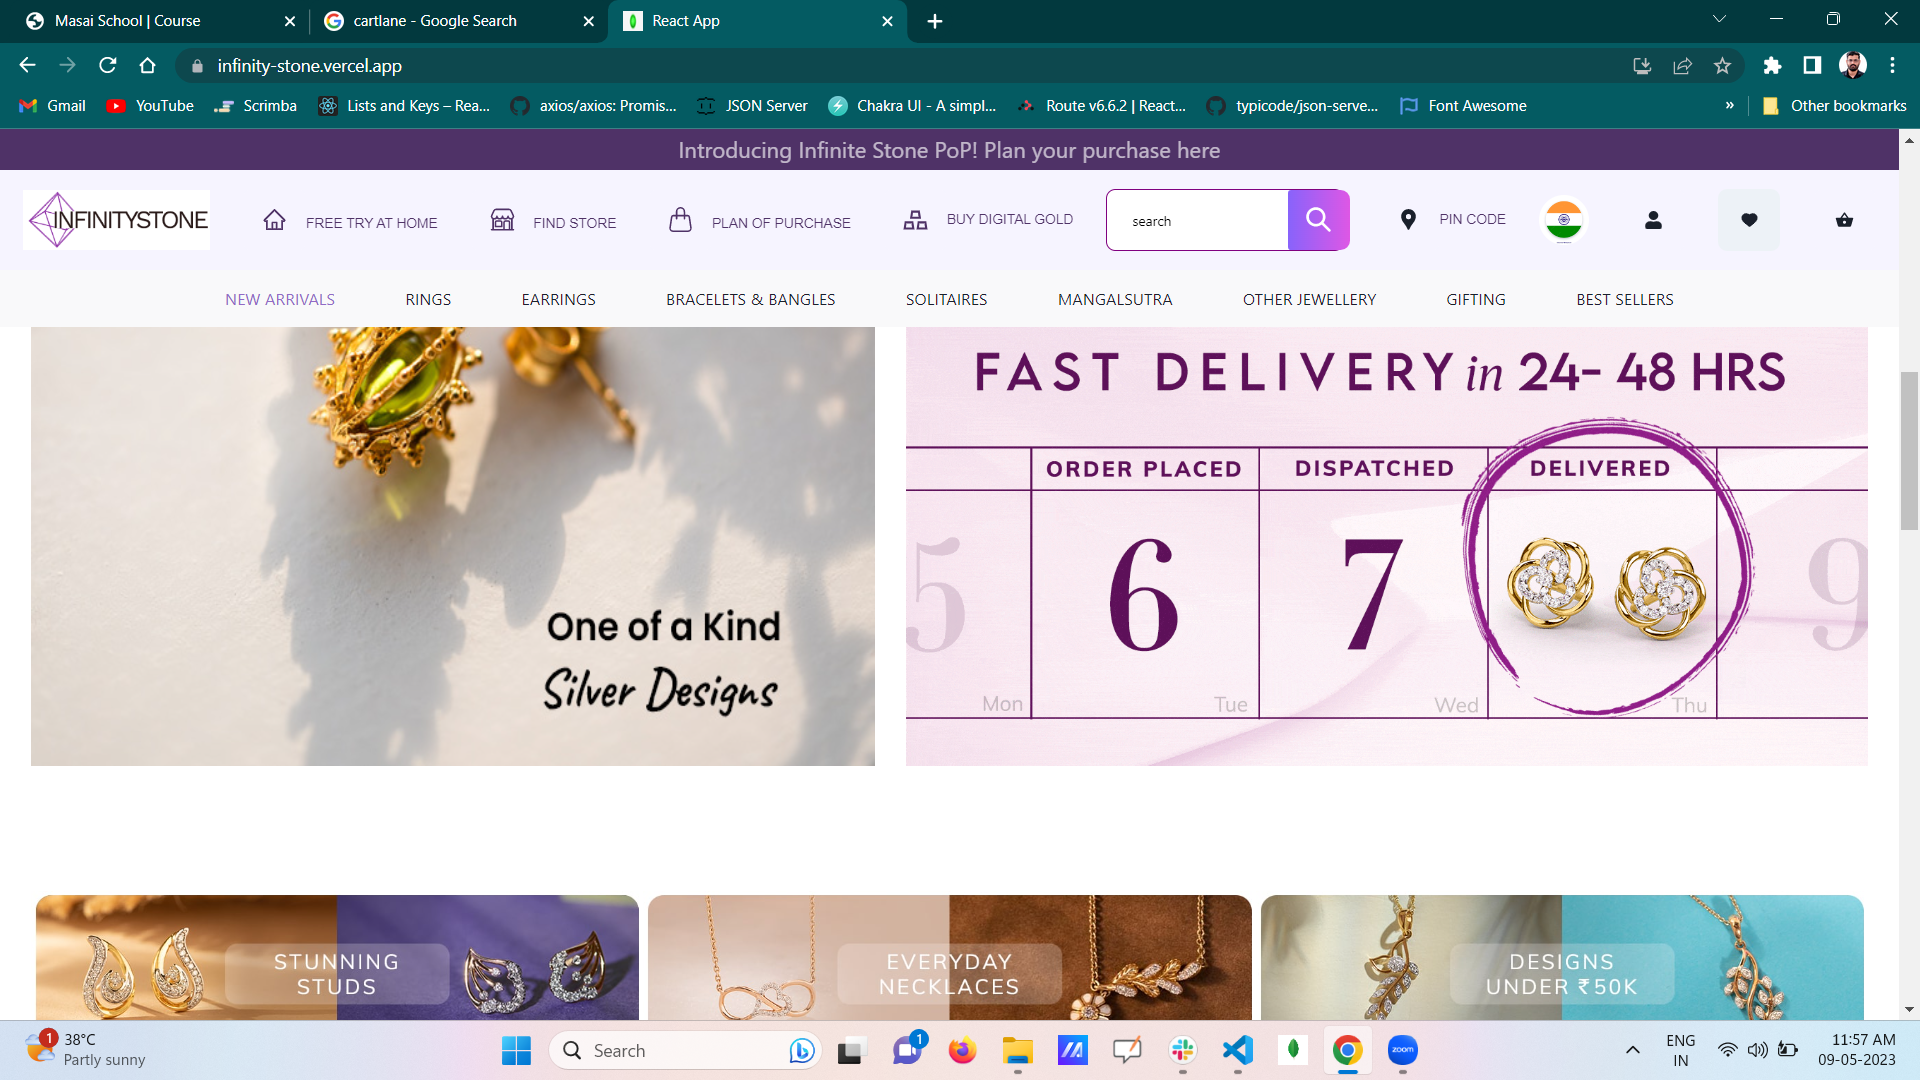 Masai School | Course
cartlane - Google Search
React App
infinity-stone.vercel.app
Gmail
YouTube
Scrimba
Lists and Keys – Rea...
axios/axios: Promis...
JSON Server
Chakra UI - A simpl...
Route v6.6.2 | React...
typicode/json-serve...
Font Awesome
»
Other bookmarks
Introducing Infinite Stone PoP! Plan your purchase here
INFINITYSTONE
FREE TRY AT HOME
FIND STORE
PLAN OF PURCHASE
BUY DIGITAL GOLD
search
PIN CODE
NEW ARRIVALS
RINGS
EARRINGS
BRACELETS & BANGLES
SOLITAIRES
MANGALSUTRA
OTHER JEWELLERY
GIFTING
BEST SELLERS
One of a Kind
Silver Designs
FAST DELIVERY in 24- 48 HRS
ORDER PLACED
DISPATCHED
DELIVERED
5
6
7
9
Mon
Tue
Wed
Thu
STUNNING
STUDS
EVERYDAY
NECKLACES
DESIGNS
UNDER ₹50K
1
38°C
Partly sunny
Search
1
zoom
ENG
IN
11:57 AM
09-05-2023